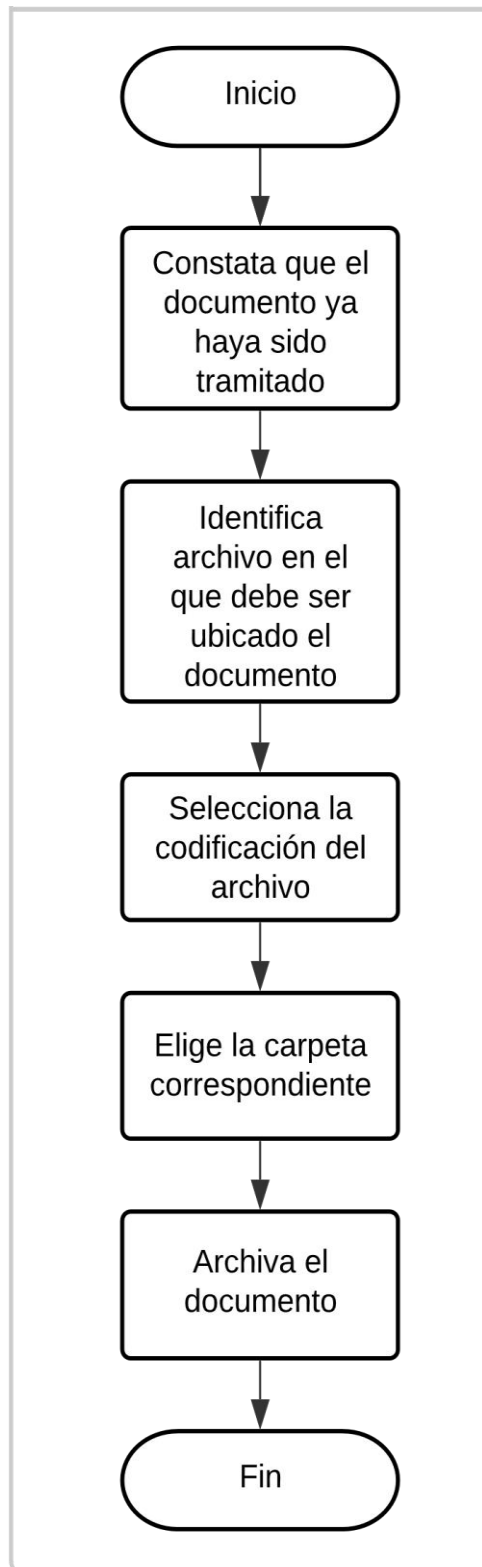 Inicio
Constata que el
documento ya
haya sido
tramitado
Identifica
archivo en el
que debe ser
ubicado el
documento
Selecciona la
codificación del
archivo
Elige la carpeta
correspondiente
Archiva el
documento
Fin